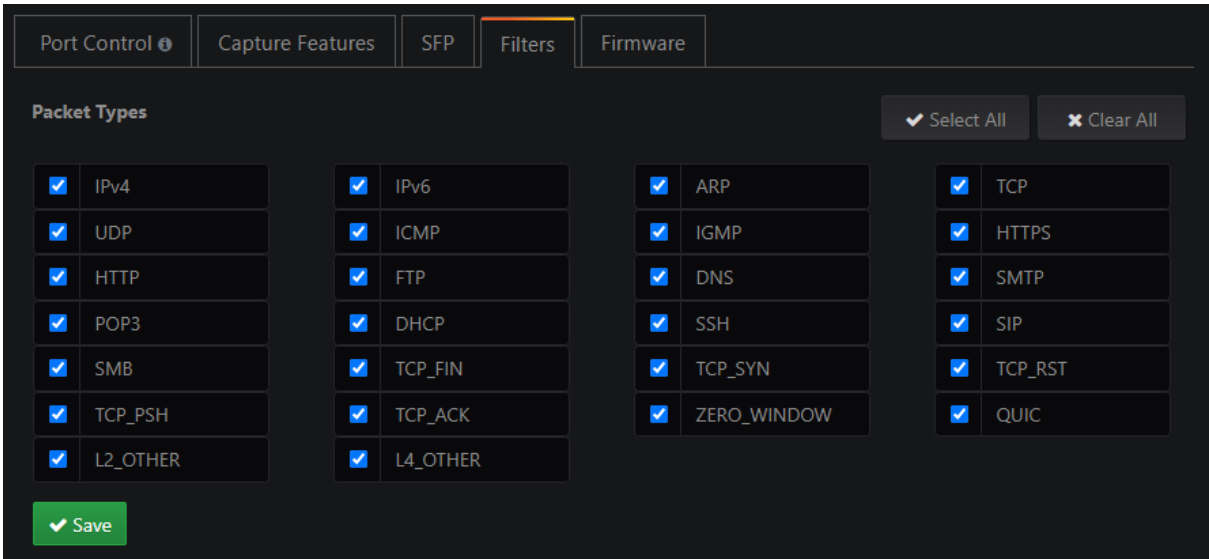 Port Control Capture Features SFP Filters Firmware
Packet Types Select All Clear All
IPv4 IPv6 ARP TCP
UDP ICMP IGMP HTTPS
HTTP FTP DNS SMTP
POP3 DHCP SSH SIP
SMB TCP_FIN TCP_SYN TCP_RST
TCP_PSH TCP_ACK ZERO_WINDOW QUIC
L2_OTHER L4_OTHER
Save